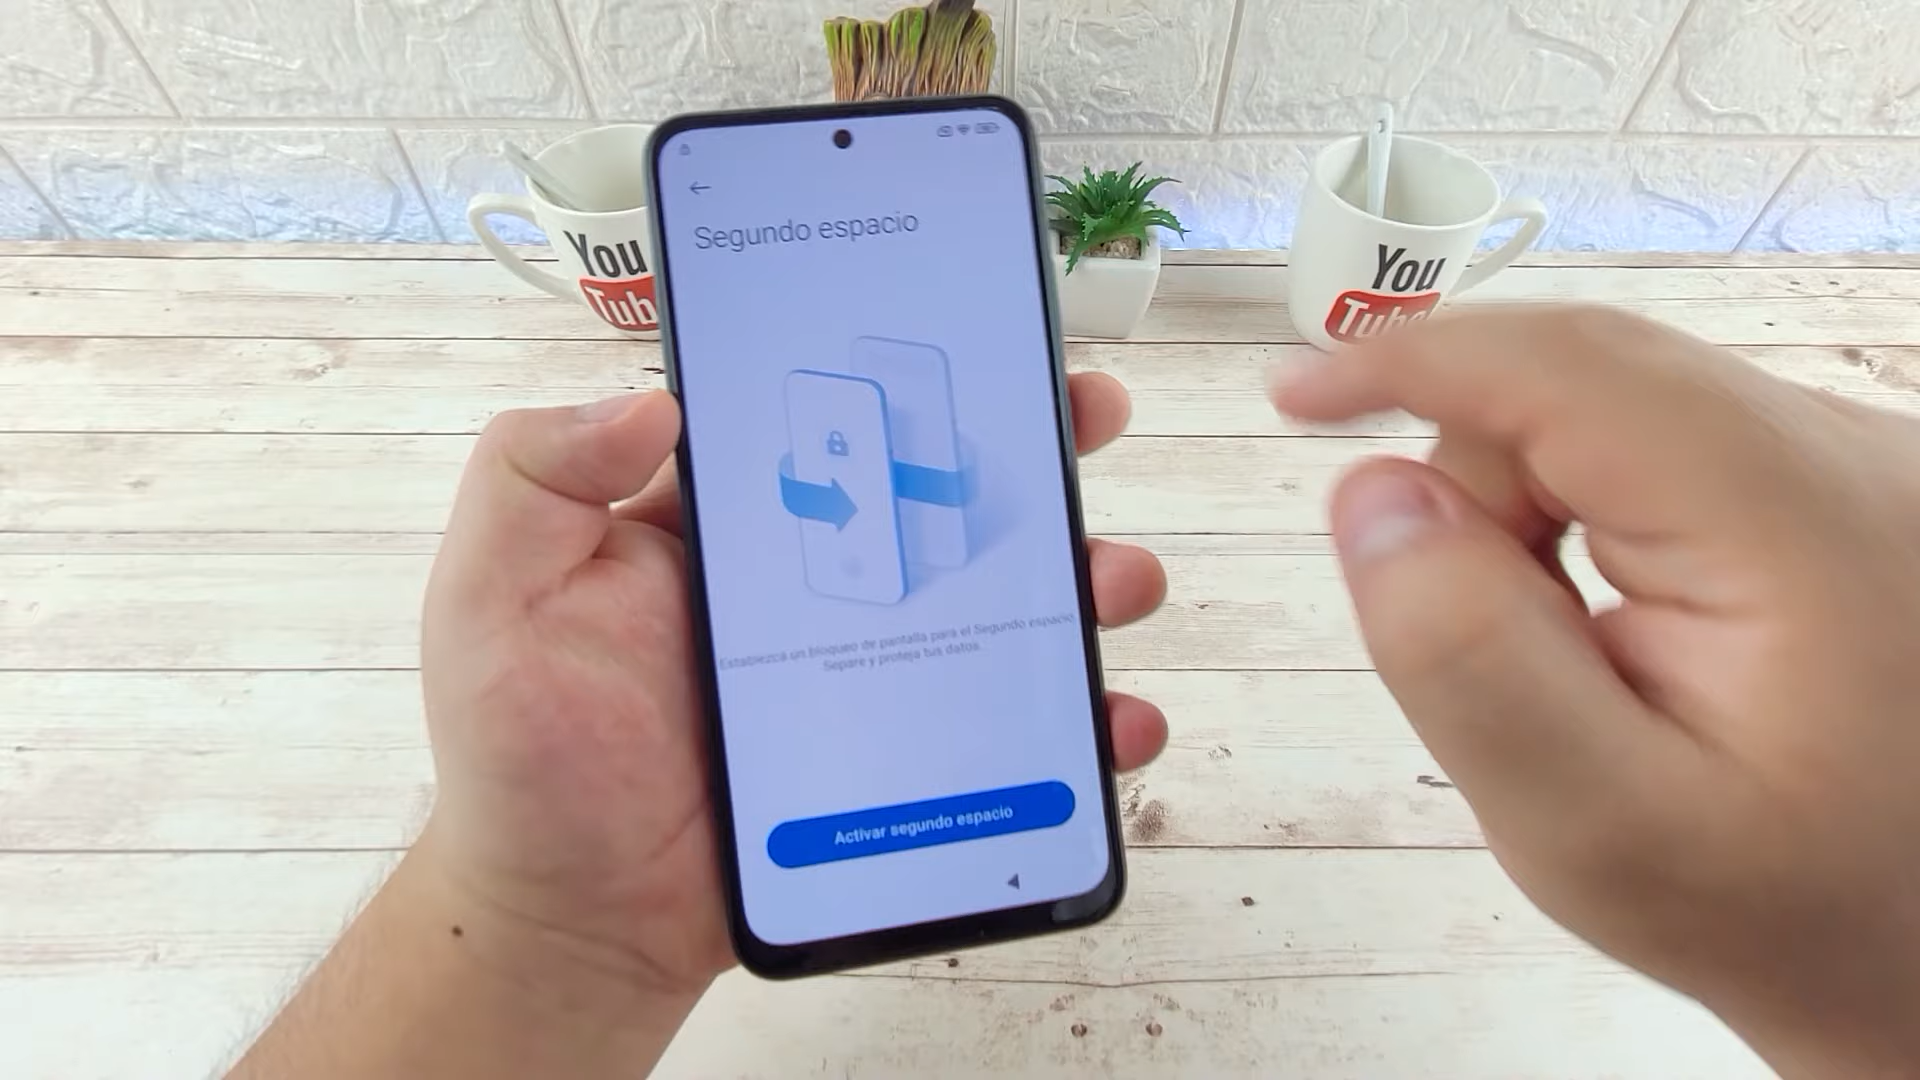 Segundo espacio
Establezca un bloqueo de pantalla para el Segundo espacio
Separe y proteja tus datos.
Activar segundo espacio
You
Tub
You
Tube